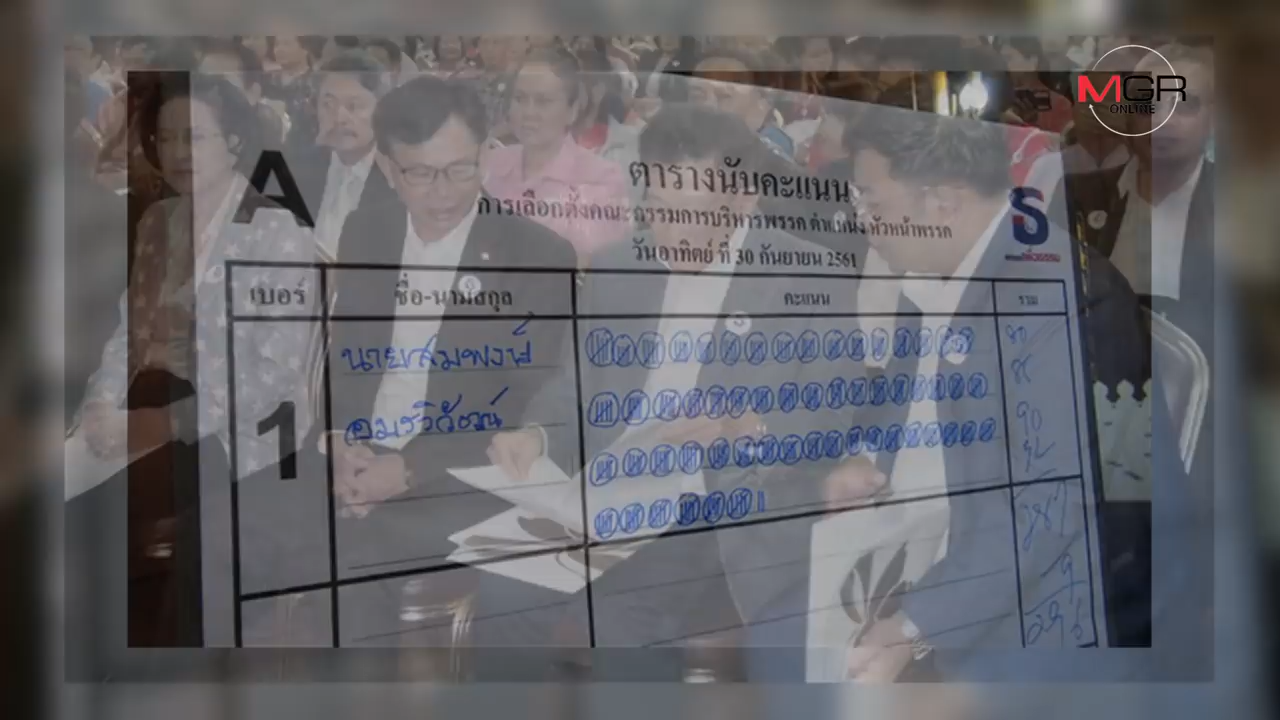 MGR
ONLINE
A
ตารางนับคะแนน
การเลือกตั้งคณะกรรมการบริหารพรรค ตำแหน่ง หัวหน้าพรรค
วันอาทิตย์ ที่ 30 กันยายน 2561
เบอร์ ชื่อ-นามสกุล คะแนน รวม
1
นายสมพงษ์
อมรวิวัฒน์
90
287
9
296